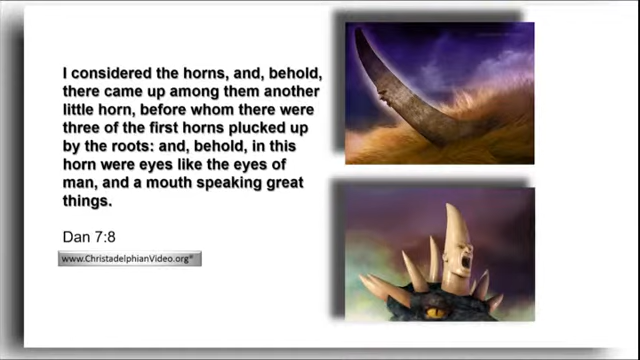 I considered the horns, and, behold,
there came up among them another
little horn, before whom there were
three of the first horns plucked up
by the roots: and, behold, in this
horn were eyes like the eyes of
man, and a mouth speaking great
things.
Dan 7:8
www.ChristadelphianVideo.org®